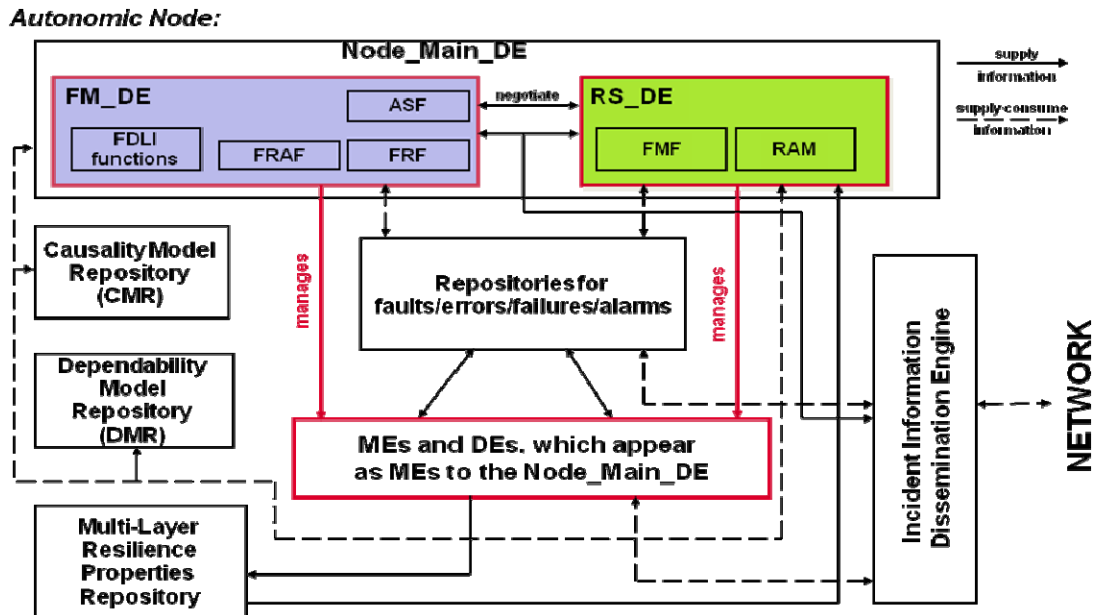 Autonomic Node:
Node_Main_DE
supply
information
supply-consume
information
FM_DE
ASF
FDLI
functions
FRAF
FRF
negotiate
RS_DE
FMF
RAM
Causality Model
Repository
(CMR)
manages
Repositories for
faults/errors/failures/alarms
manages
Dependability
Model
Repository
(DMR)
MEs and DEs, which appear
as MEs to the Node_Main_DE
Incident Information
Dissemination Engine
NETWORK
Multi-Layer
Resilience
Properties
Repository